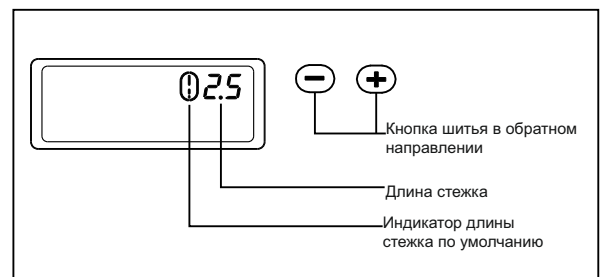 2.5
− +
Кнопка шитья в обратном
направлении
Длина стежка
Индикатор длины
стежка по умолчанию